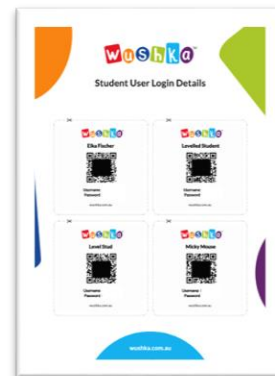 wushka™
Student User Login Details
wushka
Elka Fischer
Username
Password
wushka.com.au
wushka
Levelled Student
Username
Password
wushka.com.au
wushka
Level Stud
Username
Password
wushka.com.au
wushka
Micky Mouse
Username :
Password
wushka.com.au
wushka.com.au